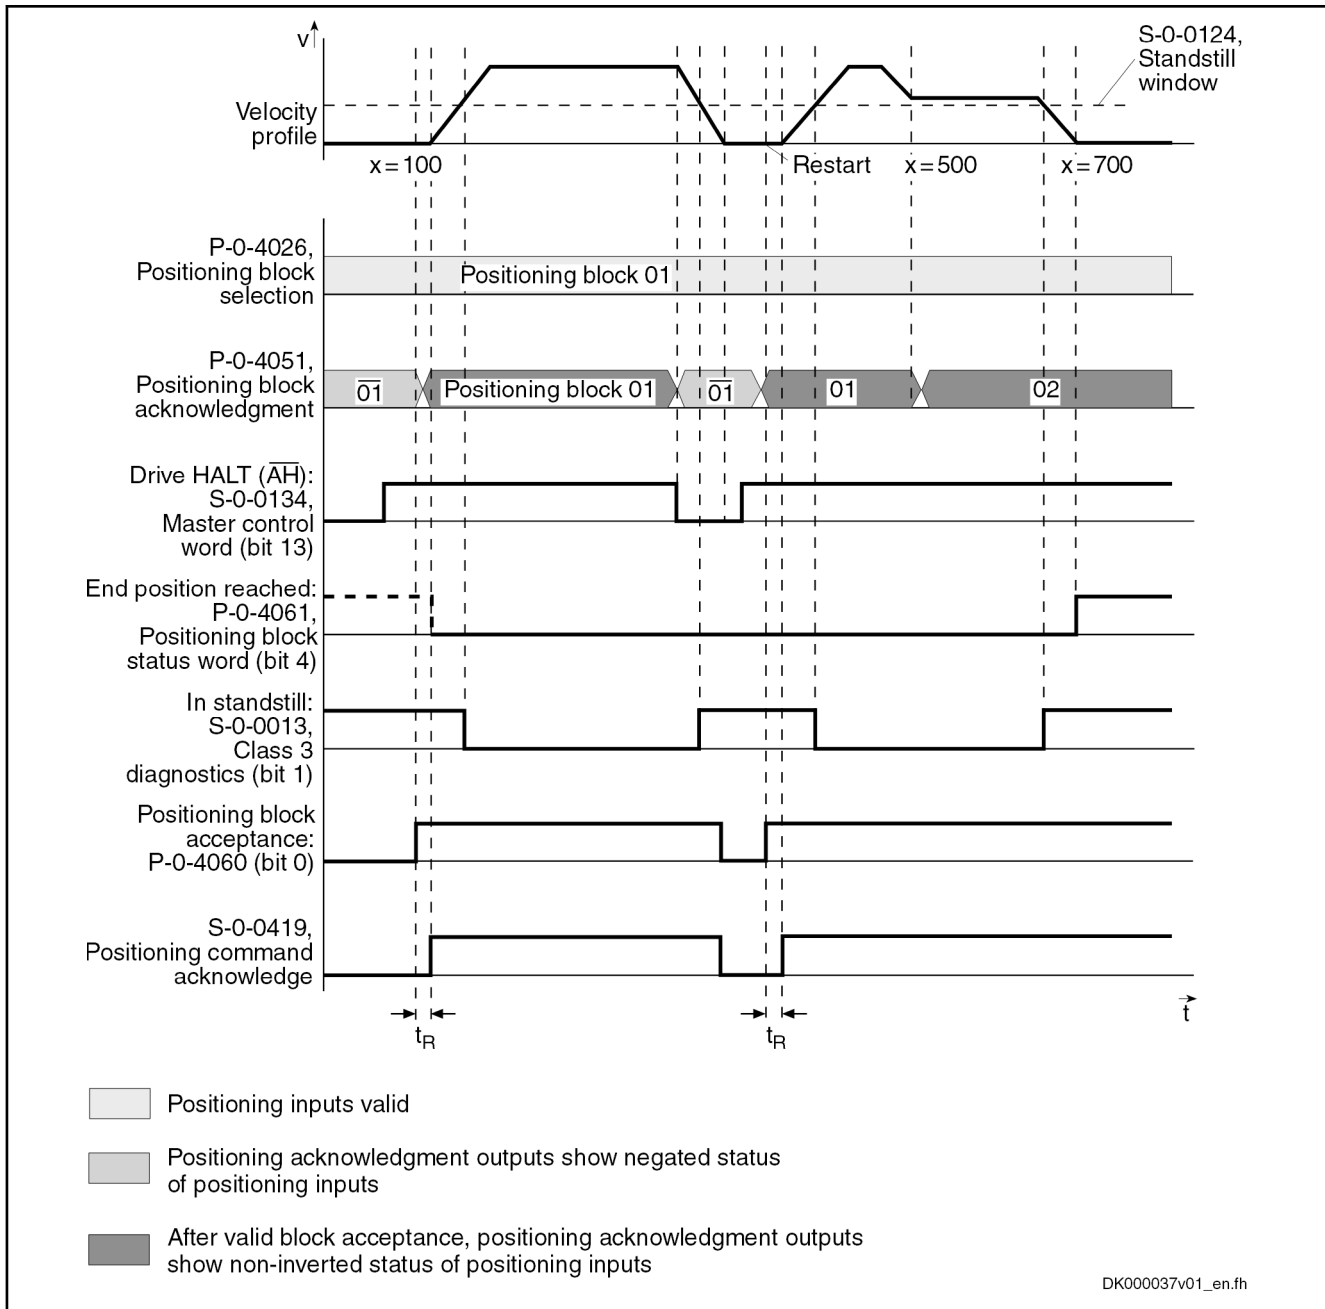 v
S-0-0124,
Standstill
window
Velocity
profile
x=100
Restart
x=500
x=700
P-0-4026,
Positioning block
selection
Positioning block 01
P-0-4051,
Positioning block
acknowledgment
0̅1̅
Positioning block 01
0̅1̅
01
02
Drive HALT (A̅H̅):
S-0-0134,
Master control
word (bit 13)
End position reached:
P-0-4061,
Positioning block
status word (bit 4)
In standstill:
S-0-0013,
Class 3
diagnostics (bit 1)
Positioning block
acceptance:
P-0-4060 (bit 0)
S-0-0419,
Positioning command
acknowledge
t
tR
tR
Positioning inputs valid
Positioning acknowledgment outputs show negated status
of positioning inputs
After valid block acceptance, positioning acknowledgment outputs
show non-inverted status of positioning inputs
DK000037v01_en.fh